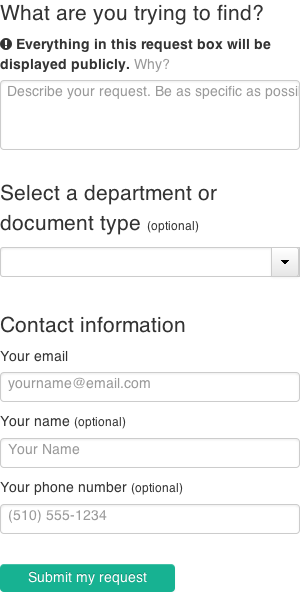 What are you trying to find?
Everything in this request box will be
displayed publicly. Why?
Describe your request. Be as specific as possi
Select a department or
document type (optional)
Contact information
Your email
yourname@email.com
Your name (optional)
Your Name
Your phone number (optional)
(510) 555-1234
Submit my request